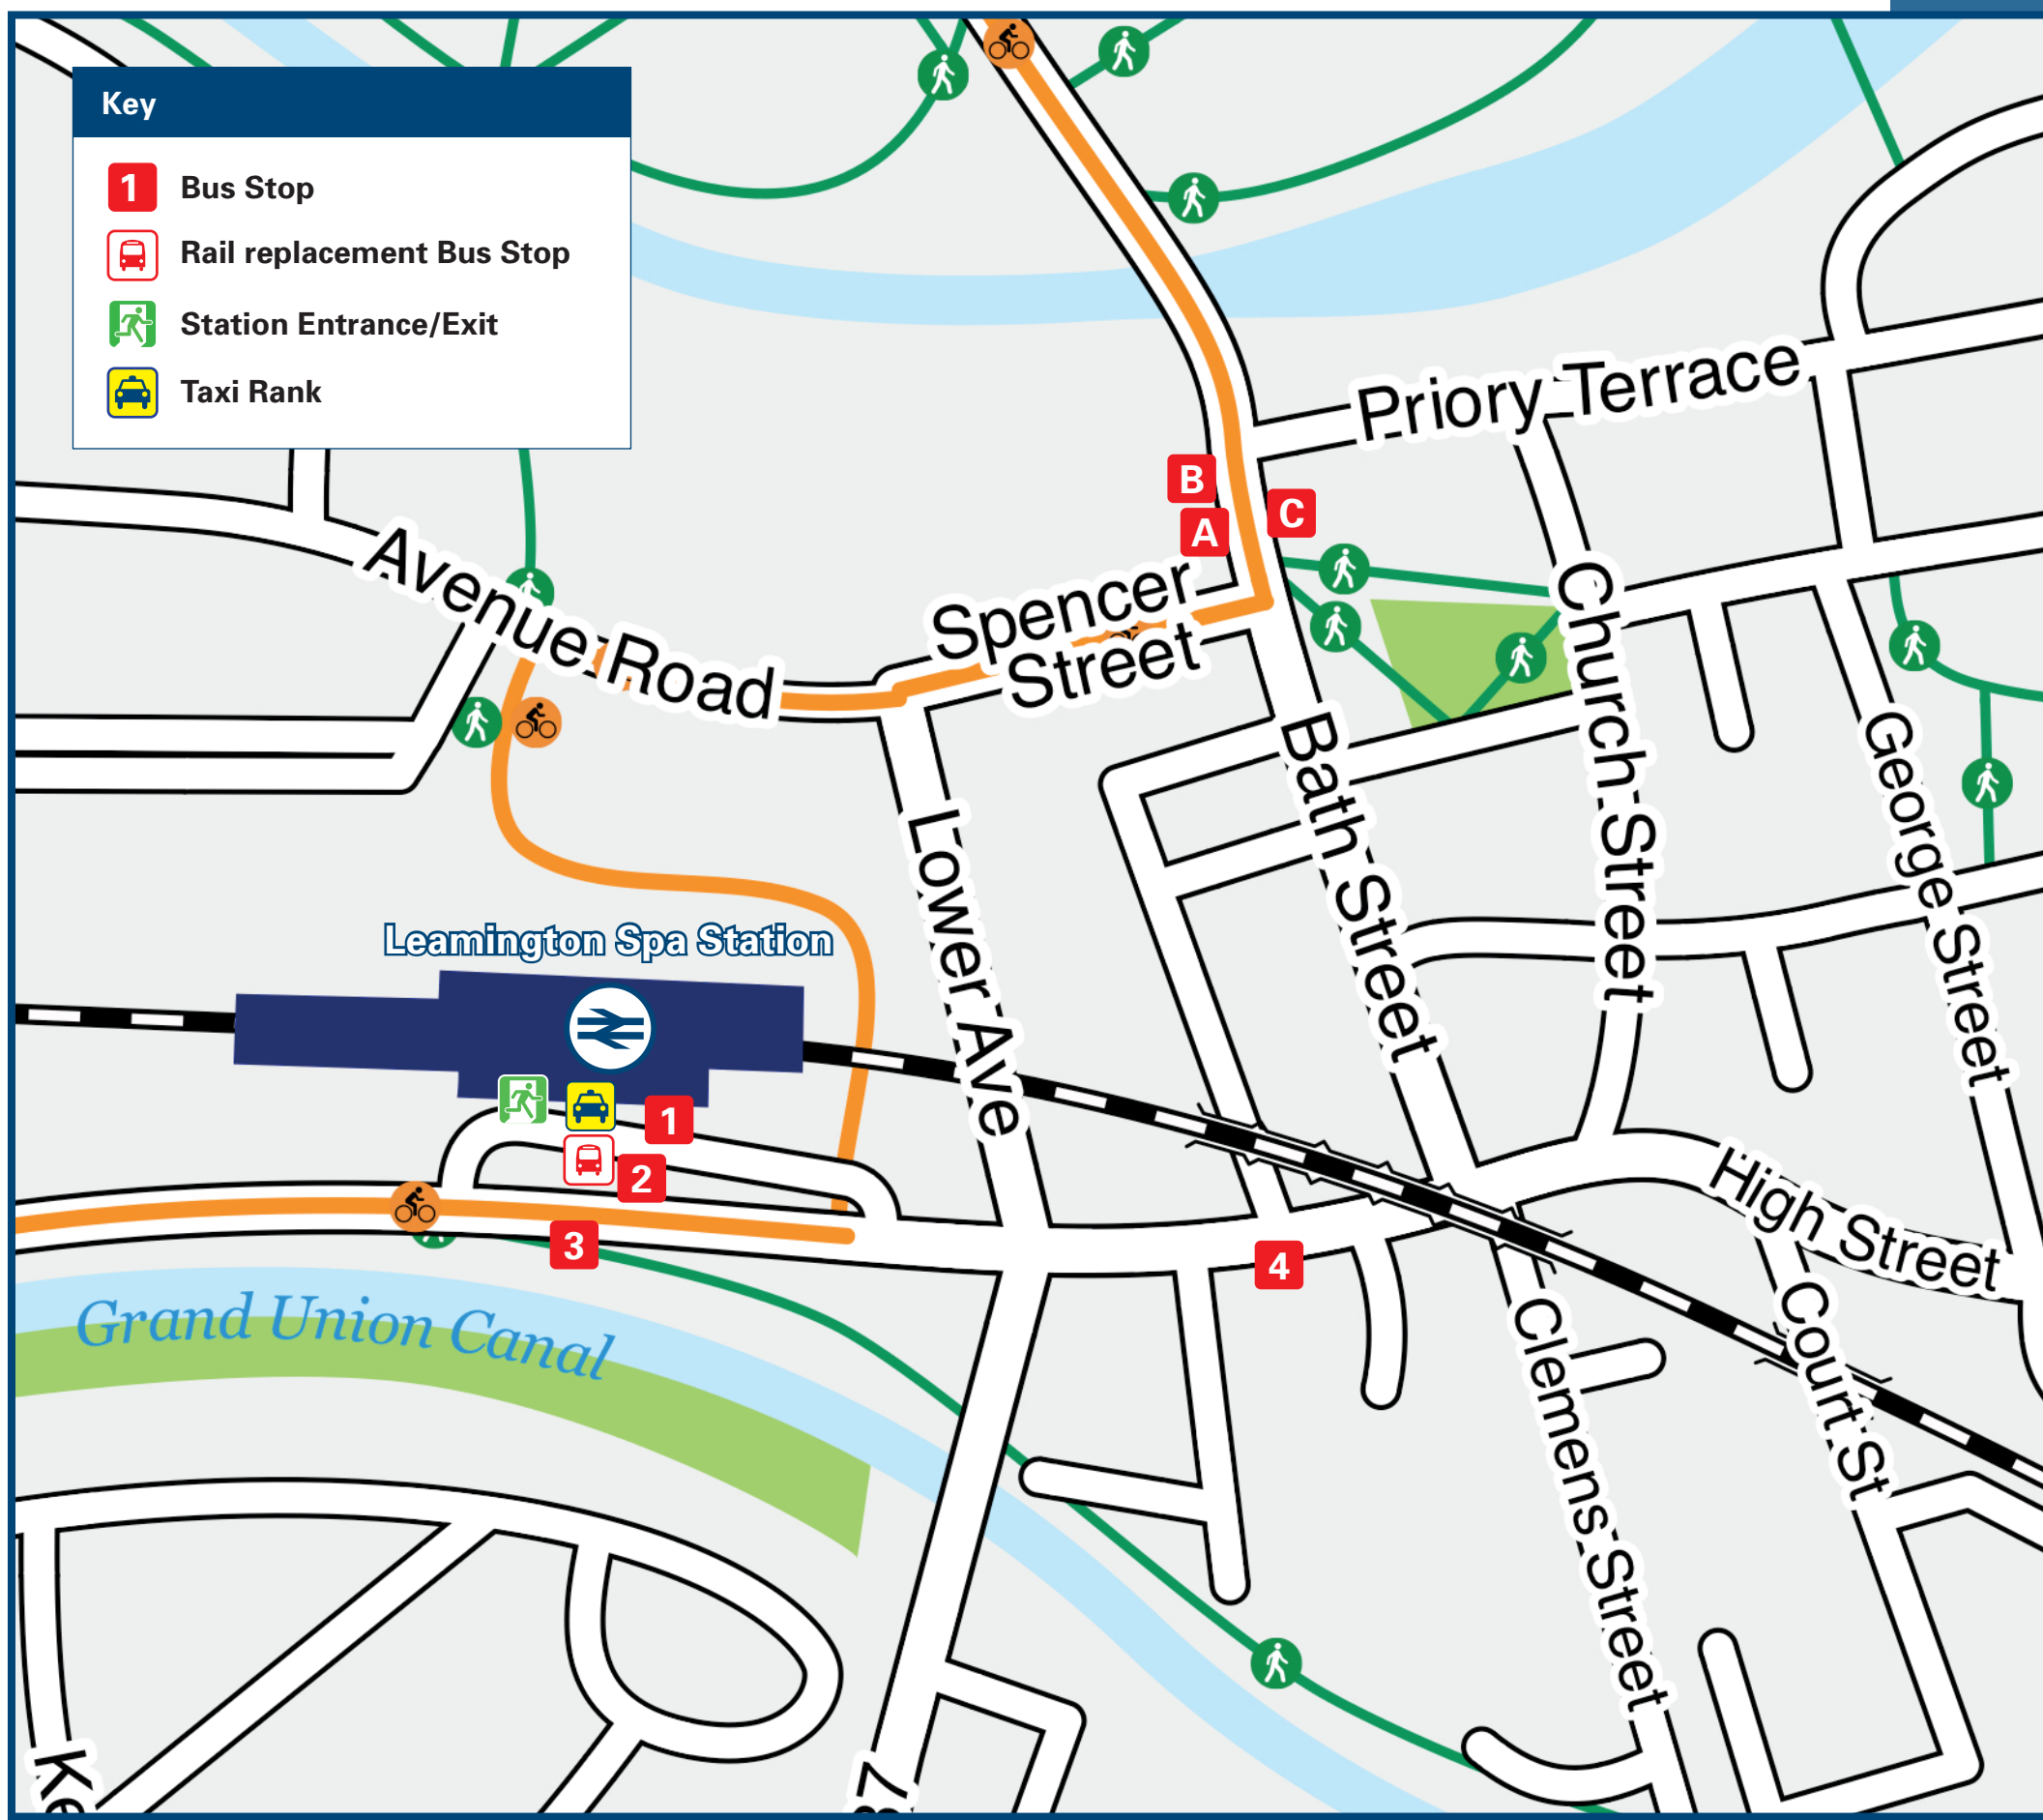 Key
1 Bus Stop
Rail replacement Bus Stop
Station Entrance/Exit
Taxi Rank
Priory Terrace
B
A
C
Avenue Road
Spencer
Street
Church Street
Bath Street
George Street
Lower Ave
Leamington Spa Station
1
2
3
4
High Street
Court St
Clemens Street
Grand Union Canal
Ke